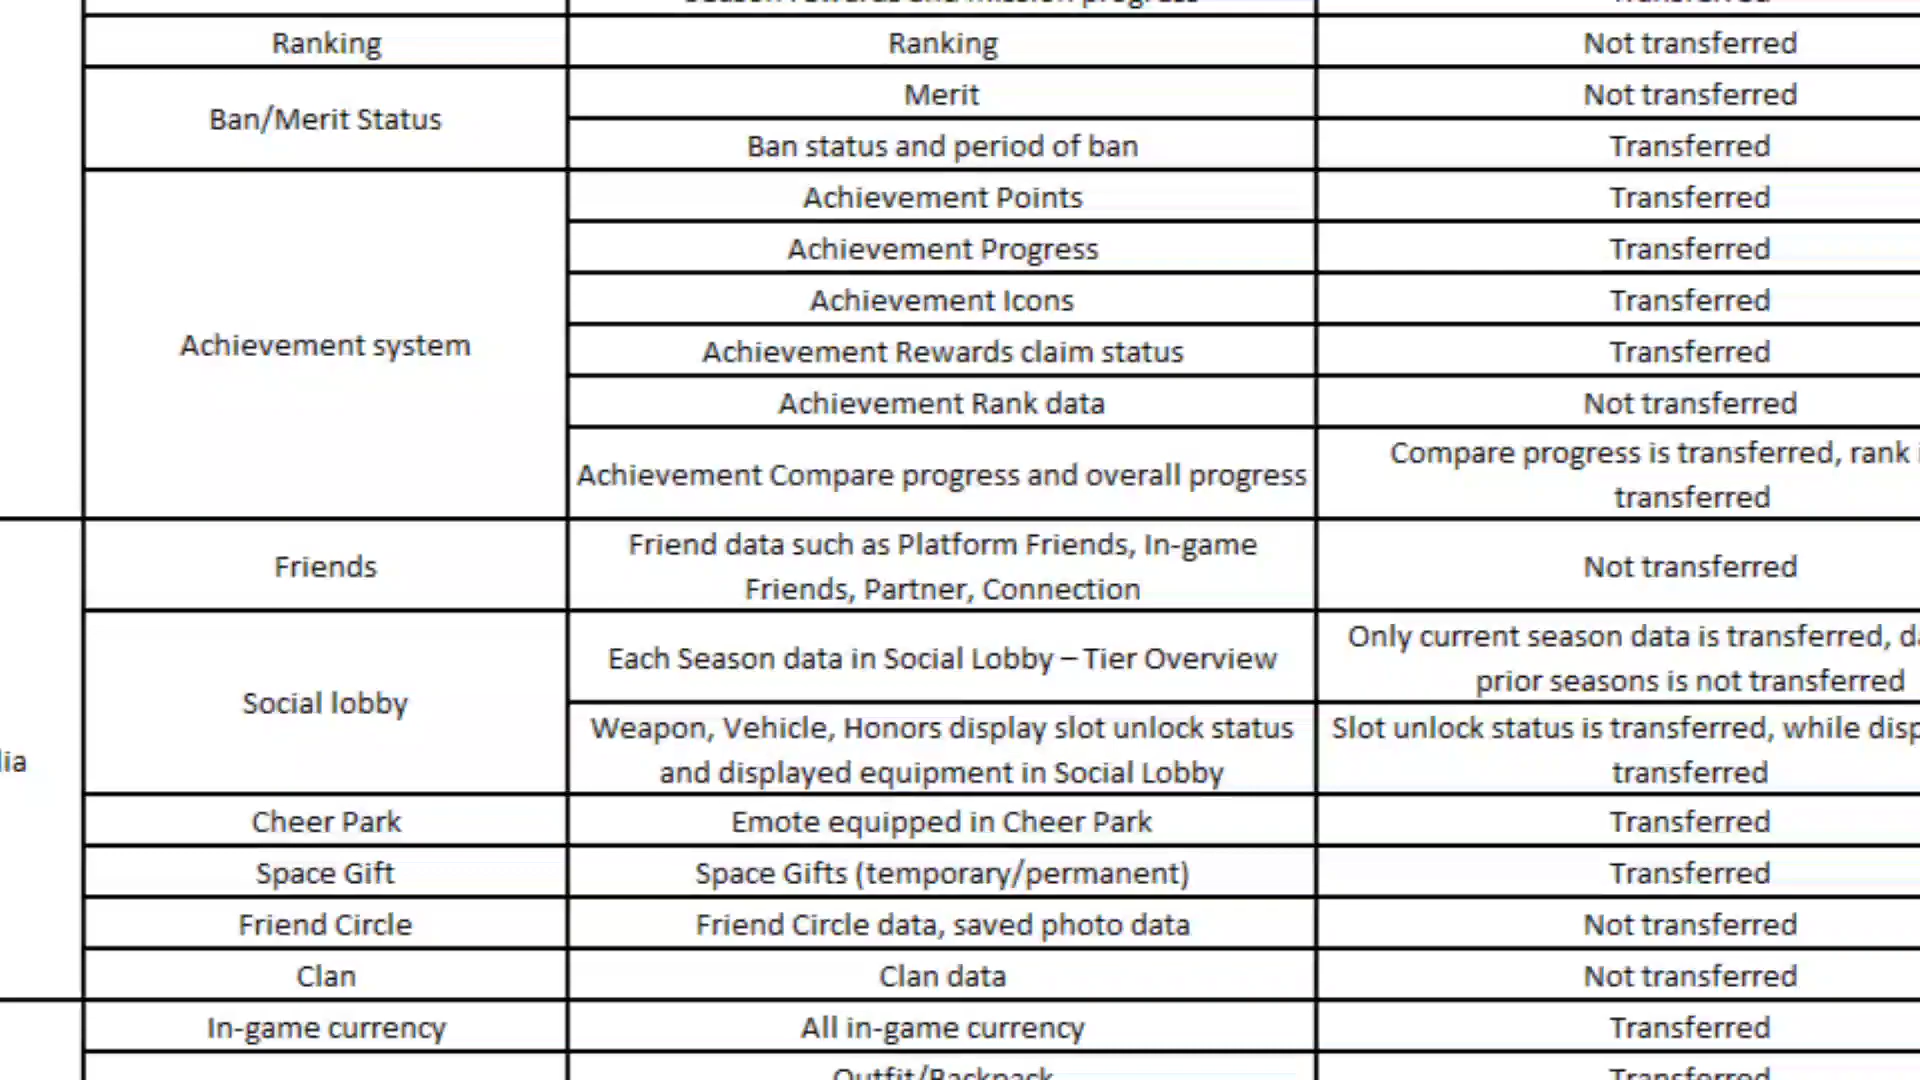 Season rewards and mission progress
Transferred
Ranking
Ranking
Not transferred
Ban/Merit Status
Merit
Not transferred
Ban status and period of ban
Transferred
Achievement system
Achievement Points
Transferred
Achievement Progress
Transferred
Achievement Icons
Transferred
Achievement Rewards claim status
Transferred
Achievement Rank data
Not transferred
Achievement Compare progress and overall progress
Compare progress is transferred, rank
transferred
Friends
Friend data such as Platform Friends, In-game
Friends, Partner, Connection
Not transferred
lia
Social lobby
Each Season data in Social Lobby – Tier Overview
Only current season data is transferred,
prior seasons is not transferred
Weapon, Vehicle, Honors display slot unlock status
and displayed equipment in Social Lobby
Slot unlock status is transferred, while
transferred
Cheer Park
Emote equipped in Cheer Park
Transferred
Space Gift
Space Gifts (temporary/permanent)
Transferred
Friend Circle
Friend Circle data, saved photo data
Not transferred
Clan
Clan data
Not transferred
In-game currency
All in-game currency
Transferred
Outfit/Backpack
Transferred